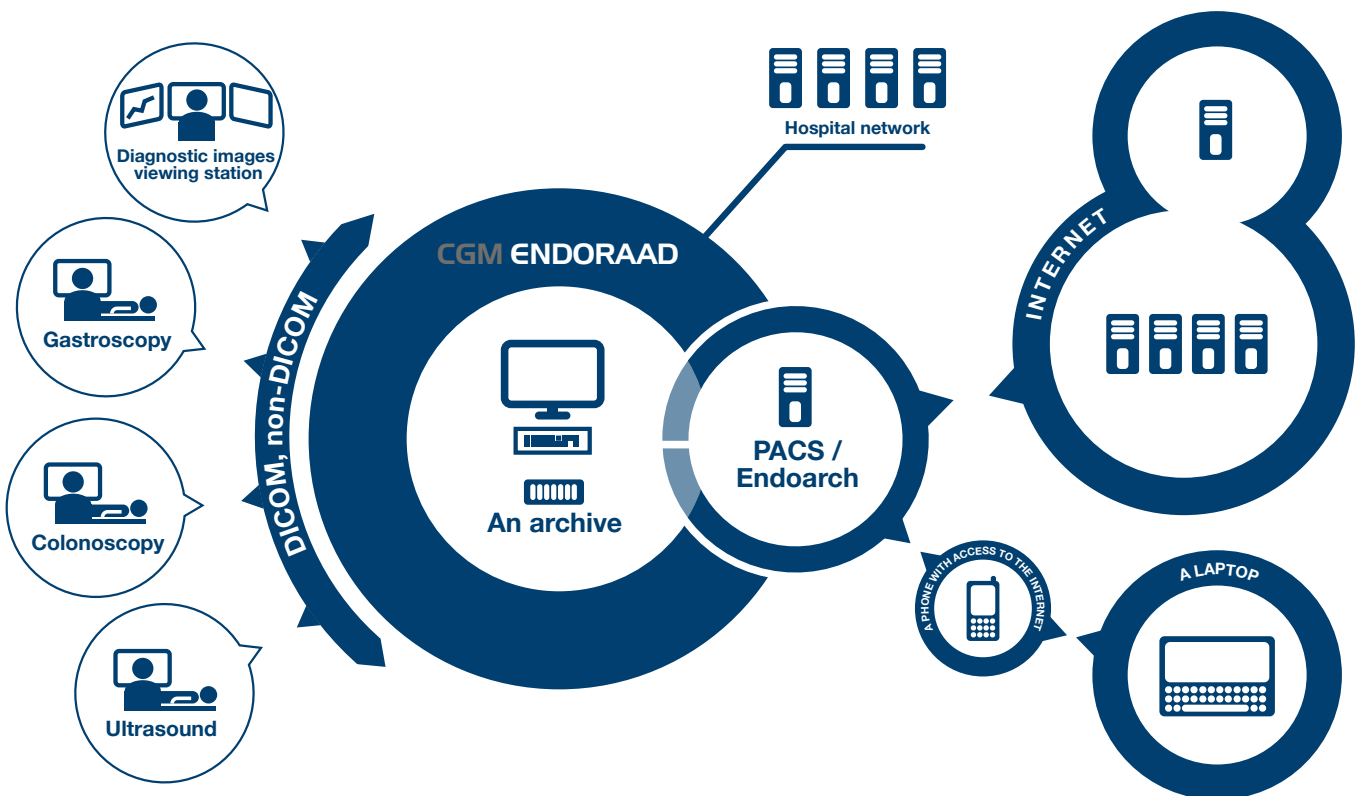 Diagnostic images
viewing station
Gastroscopy
Colonoscopy
Ultrasound
DICOM, non-DICOM
CGM ENDORAAD
An archive
Hospital network
PACS /
Endoarch
INTERNET
A PHONE WITH ACCESS TO THE INTERNET
A LAPTOP